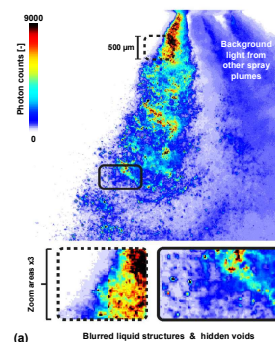 9000
Photon counts [-]
0
500 µm
Background
light from
other spray
plumes
Zoom areas x3
(a) Blurred liquid structures & hidden voids